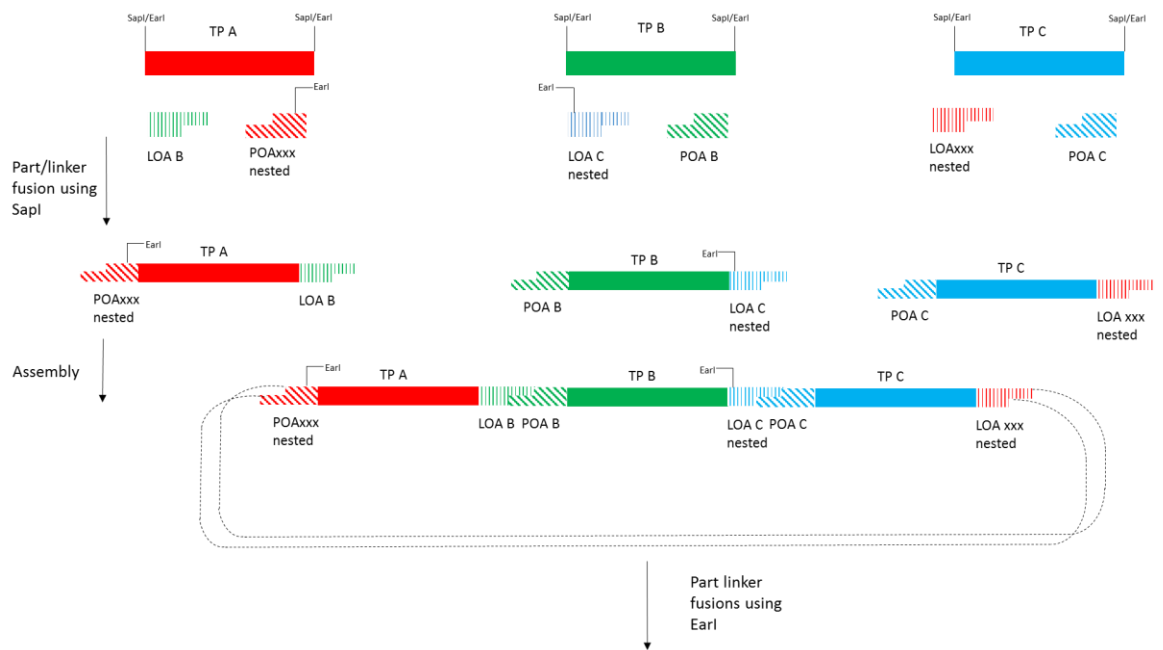 SapI/EarI
SapI/EarI
TP A
SapI/EarI
SapI/EarI
TP B
SapI/EarI
SapI/EarI
TP C
EarI
EarI
LOA B
POAxxx
nested
LOA C
nested
POA B
LOAxxx
nested
POA C
Part/linker
fusion using
SapI
EarI
TP A
POAxxx
nested
LOA B
TP B
EarI
POA B
LOA C
nested
TP C
POA C
LOA xxx
nested
Assembly
EarI
TP A
TP B
EarI
TP C
POAxxx
nested
LOA B
POA B
LOA C
nested
POA C
LOA xxx
nested
Part linker
fusions using
EarI